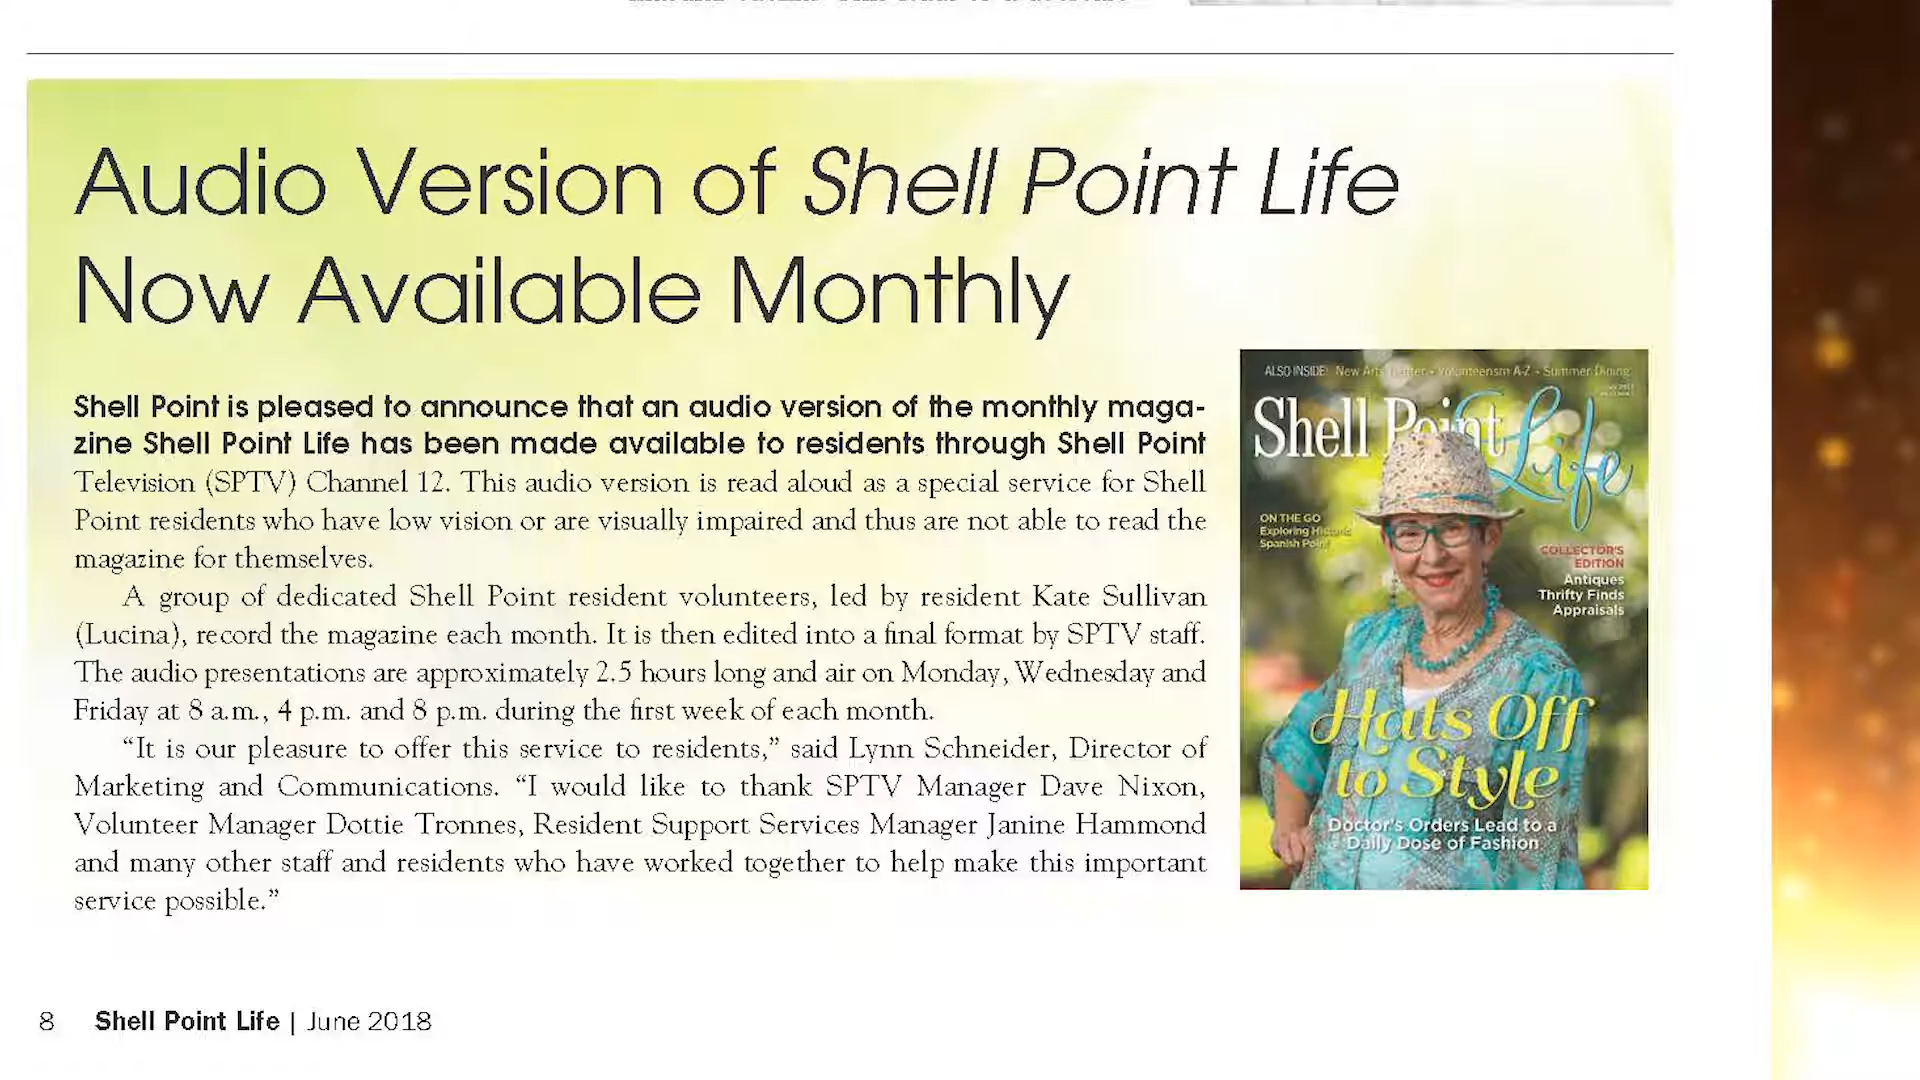 Audio Version of Shell Point Life
Now Available Monthly
Shell Point is pleased to announce that an audio version of the monthly maga-
zine Shell Point Life has been made available to residents through Shell Point
Television (SPTV) Channel 12. This audio version is read aloud as a special service for Shell
Point residents who have low vision or are visually impaired and thus are not able to read the
magazine for themselves.
A group of dedicated Shell Point resident volunteers, led by resident Kate Sullivan
(Lucina), record the magazine each month. It is then edited into a final format by SPTV staff.
The audio presentations are approximately 2.5 hours long and air on Monday, Wednesday and
Friday at 8 a.m., 4 p.m. and 8 p.m. during the first week of each month.
“It is our pleasure to offer this service to residents,” said Lynn Schneider, Director of
Marketing and Communications. “I would like to thank SPTV Manager Dave Nixon,
Volunteer Manager Dottie Tronnes, Resident Support Services Manager Janine Hammond
and many other staff and residents who have worked together to help make this important
service possible.”
ALSO INSIDE: New Arts Center • Volunteerism A-Z • Summer Dining
Shell Point Life
ON THE GO
Exploring Historic
Spanish Point
COLLECTOR'S
EDITION
Antiques
Thrifty Finds
Appraisals
Hats Off
to Style
Doctor's Orders Lead to a
Daily Dose of Fashion
8 Shell Point Life | June 2018